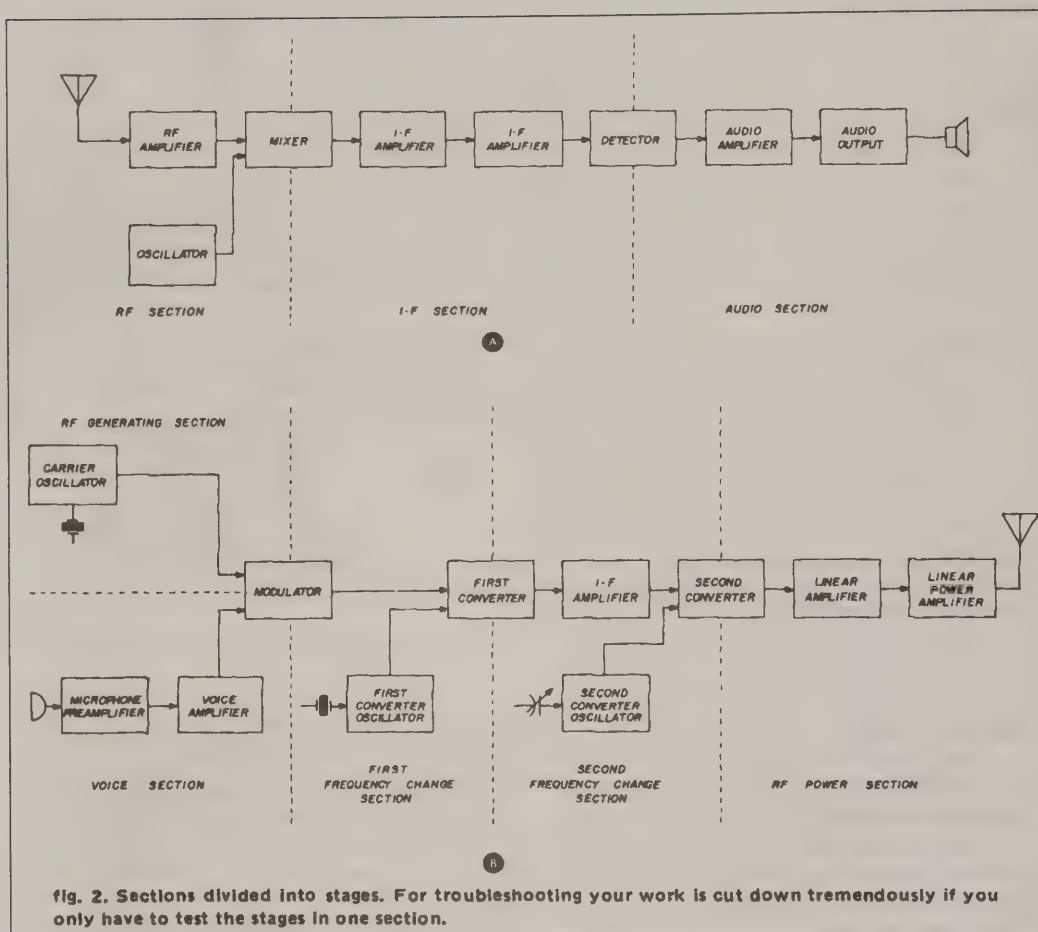 RF
AMPLIFIER
MIXER
I-F
AMPLIFIER
I-F
AMPLIFIER
DETECTOR
AUDIO
AMPLIFIER
AUDIO
OUTPUT
OSCILLATOR
RF SECTION
I-F SECTION
AUDIO SECTION
A
RF GENERATING SECTION
CARRIER
OSCILLATOR
MODULATOR
FIRST
CONVERTER
I-F
AMPLIFIER
SECOND
CONVERTER
LINEAR
AMPLIFIER
LINEAR
POWER
AMPLIFIER
MICROPHONE
PREAMPLIFIER
VOICE
AMPLIFIER
FIRST
CONVERTER
OSCILLATOR
SECOND
CONVERTER
OSCILLATOR
VOICE SECTION
FIRST
FREQUENCY CHANGE
SECTION
SECOND
FREQUENCY CHANGE
SECTION
RF POWER SECTION
B
fig. 2. Sections divided into stages. For troubleshooting your work is cut down tremendously if you
only have to test the stages in one section.